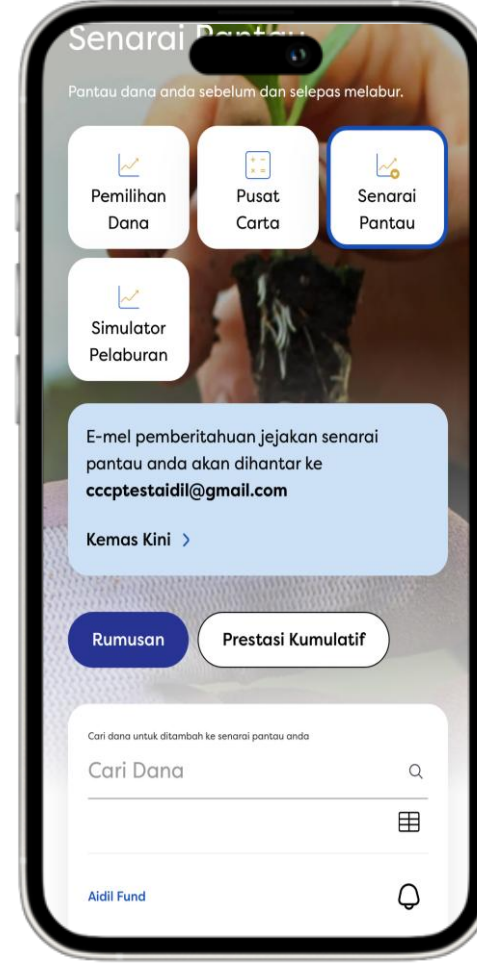 Senarai Pantau
Pantau dana anda sebelum dan selepas melabur.
Pemilihan
Dana
Pusat
Carta
Senarai
Pantau
Simulator
Pelaburan
E-mel pemberitahuan jejakan senarai
pantau anda akan dihantar ke
cccptestaidil@gmail.com
Kemas Kini >
Rumusan
Prestasi Kumulatif
Cari dana untuk ditambah ke senarai pantau anda
Cari Dana
Aidil Fund